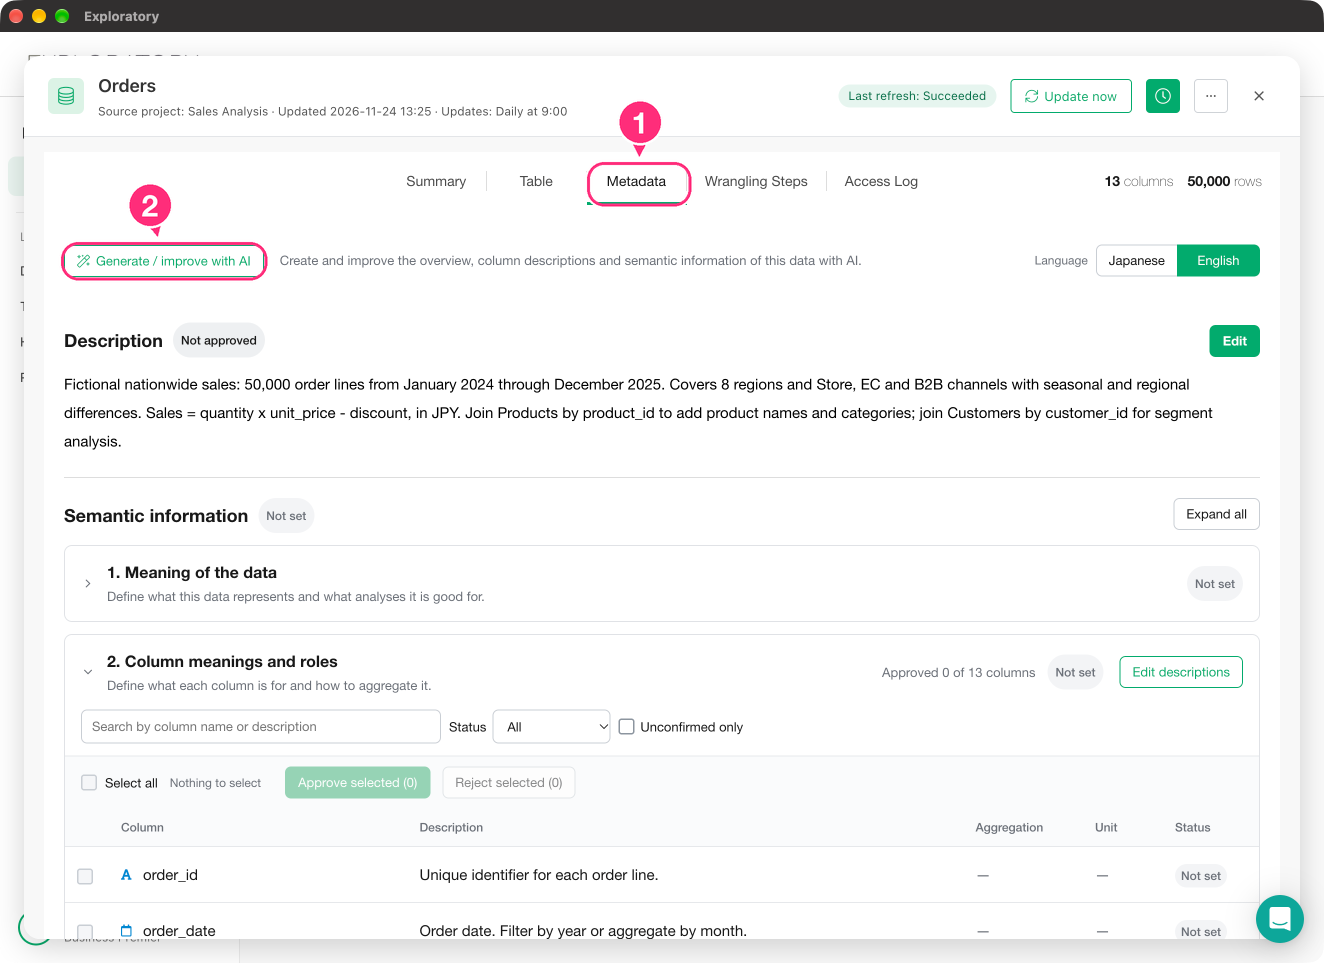 Exploratory
Orders
Source project: Sales Analysis · Updated 2026-11-24 13:25 · Updates: Daily at 9:00
Last refresh: Succeeded
Update now
...
1
Summary
Table
Metadata
Wrangling Steps
Access Log
13 columns 50,000 rows
2
Generate / improve with AI
Create and improve the overview, column descriptions and semantic information of this data with AI.
Language
Japanese
English
Description
Not approved
Edit
Fictional nationwide sales: 50,000 order lines from January 2024 through December 2025. Covers 8 regions and Store, EC and B2B channels with seasonal and regional
differences. Sales = quantity x unit_price - discount, in JPY. Join Products by product_id to add product names and categories; join Customers by customer_id for segment
analysis.
Semantic information
Not set
Expand all
1. Meaning of the data
Define what this data represents and what analyses it is good for.
Not set
2. Column meanings and roles
Define what each column is for and how to aggregate it.
Approved 0 of 13 columns
Not set
Edit descriptions
Search by column name or description
Status
All
Unconfirmed only
Select all
Nothing to select
Approve selected (0)
Reject selected (0)
Column Description Aggregation Unit Status
A order_id Unique identifier for each order line. — — Not set
order_date Order date. Filter by year or aggregate by month. — — Not set